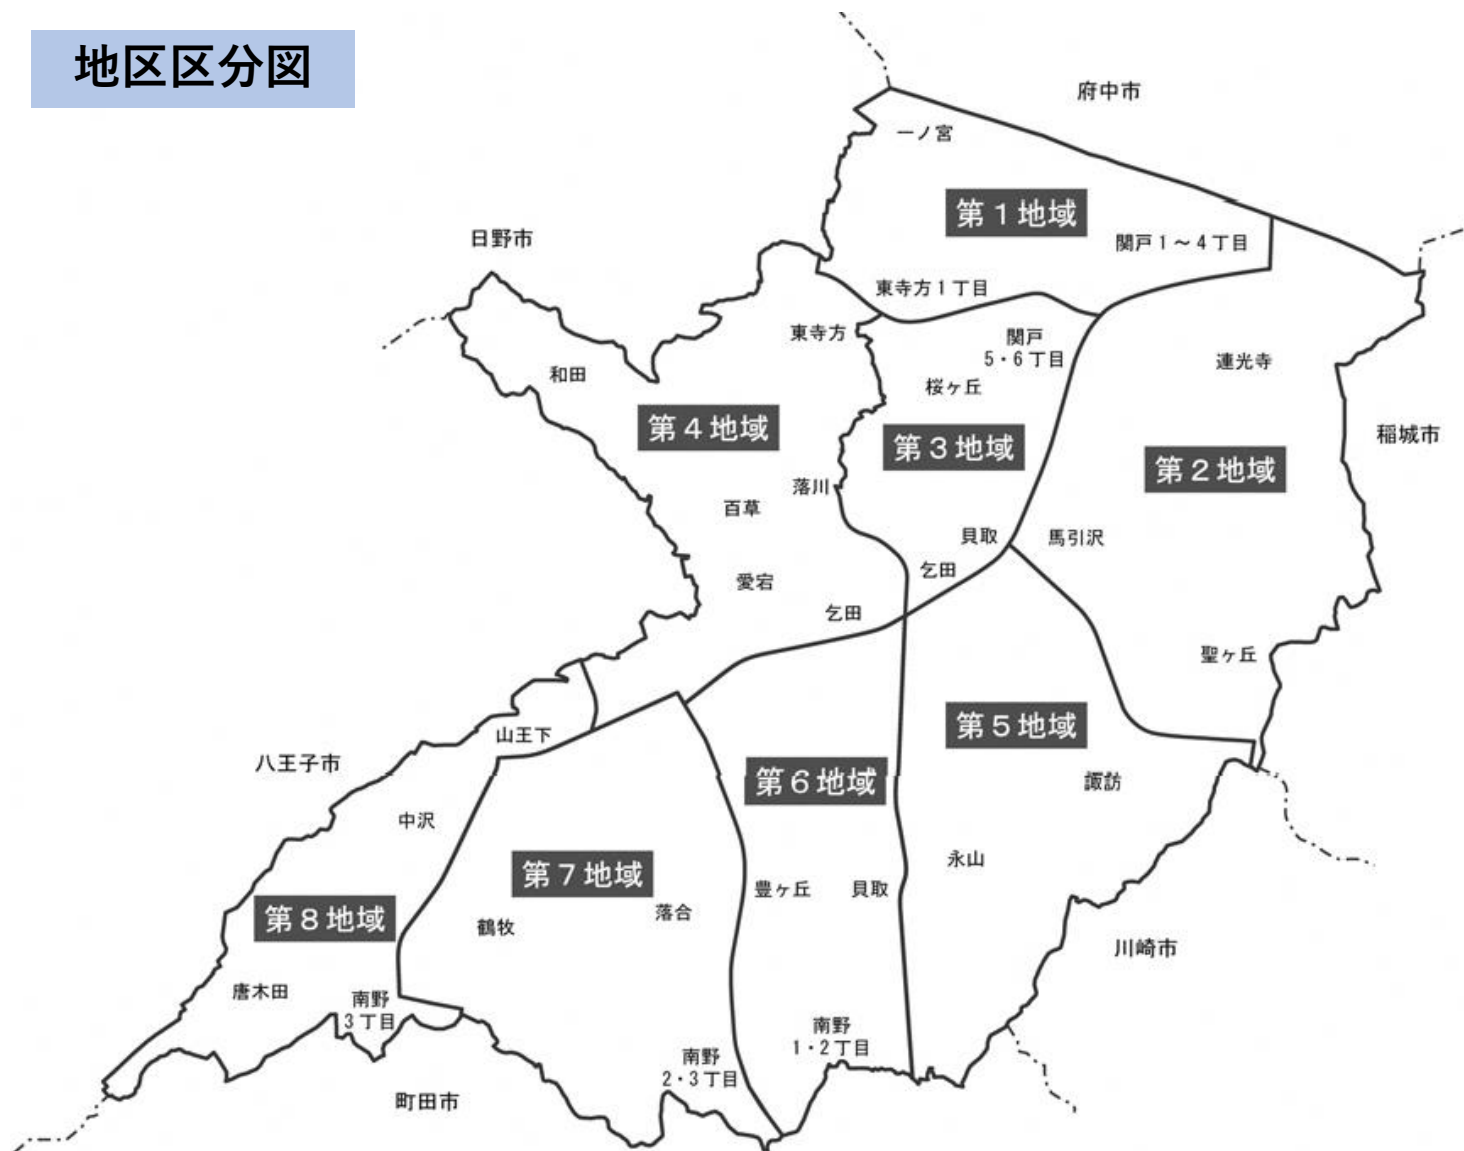 地区区分図
府中市
一ノ宮
第1地域
関戸1～4丁目
日野市
東寺方1丁目
東寺方
関戸
5・6丁目
連光寺
和田
桜ヶ丘
第4地域
第3地域
稲城市
第2地域
落川
百草
貝取
馬引沢
乞田
愛宕
乞田
聖ヶ丘
第5地域
山王下
八王子市
第6地域
諏訪
中沢
永山
第7地域
豊ヶ丘
貝取
第8地域
落合
鶴牧
川崎市
唐木田
南野
3丁目
南野
1・2丁目
南野
2・3丁目
町田市